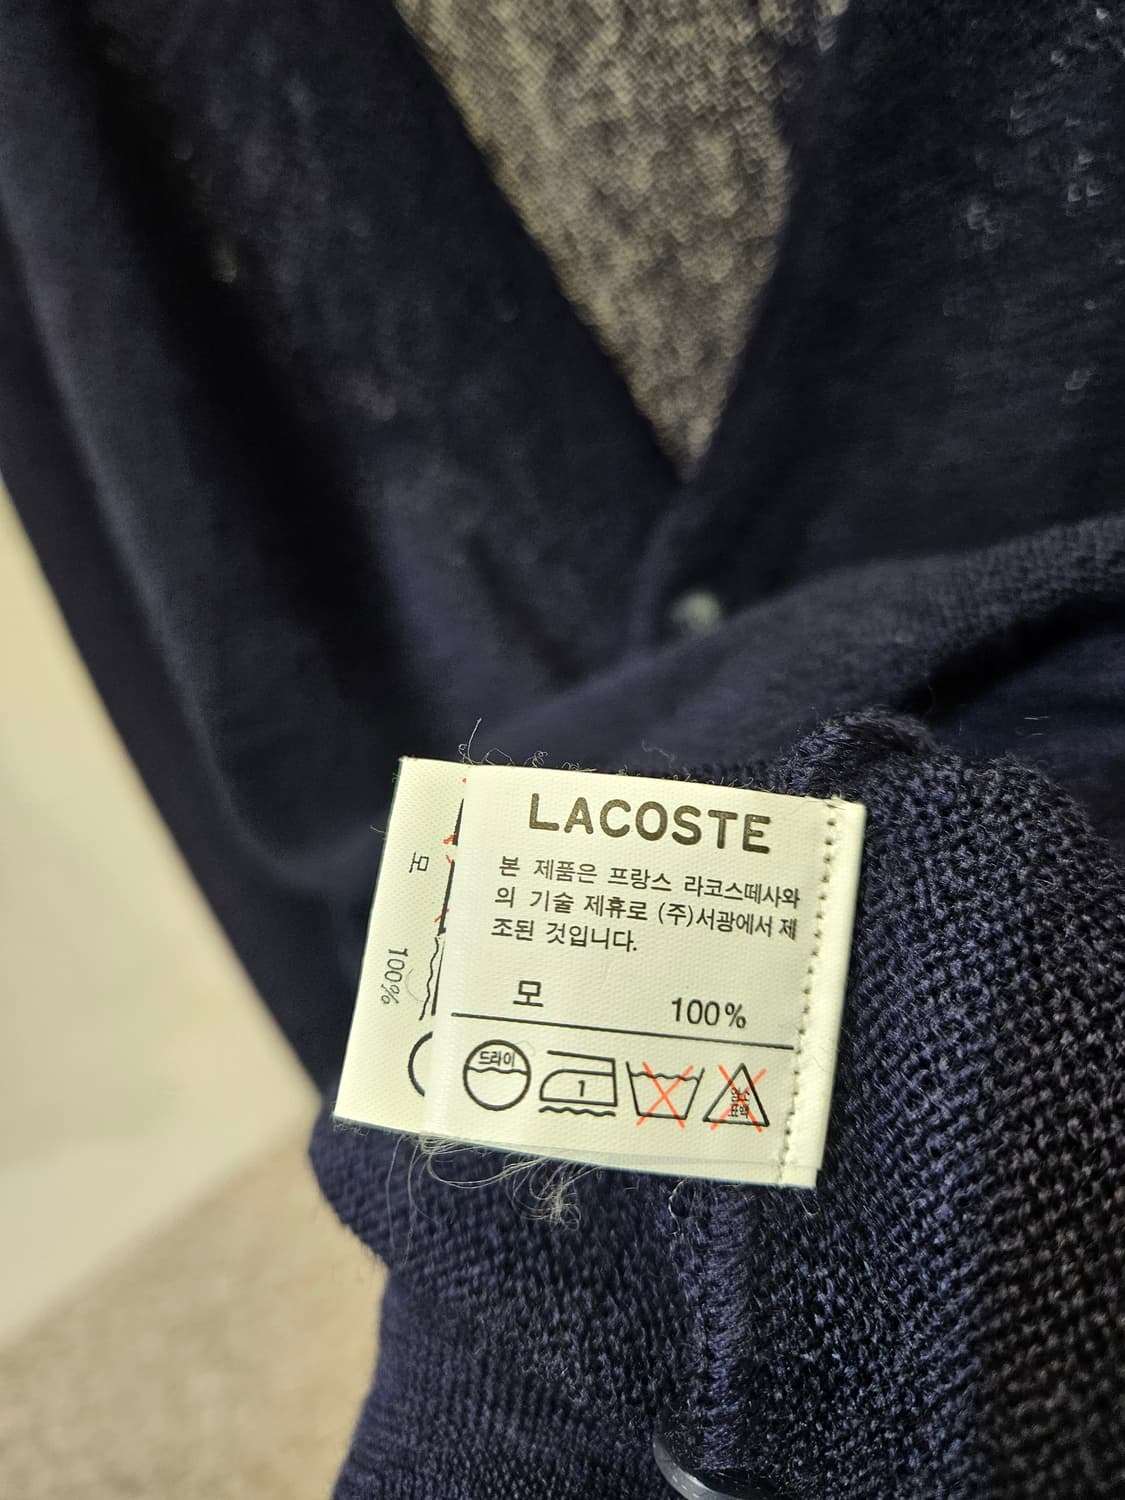 LACOSTE
본 제품은 프랑스 라코스떼사와
의 기술 제휴로 (주)서광에서 제
조된 것입니다.
모 100%
드라이
1
모
100%